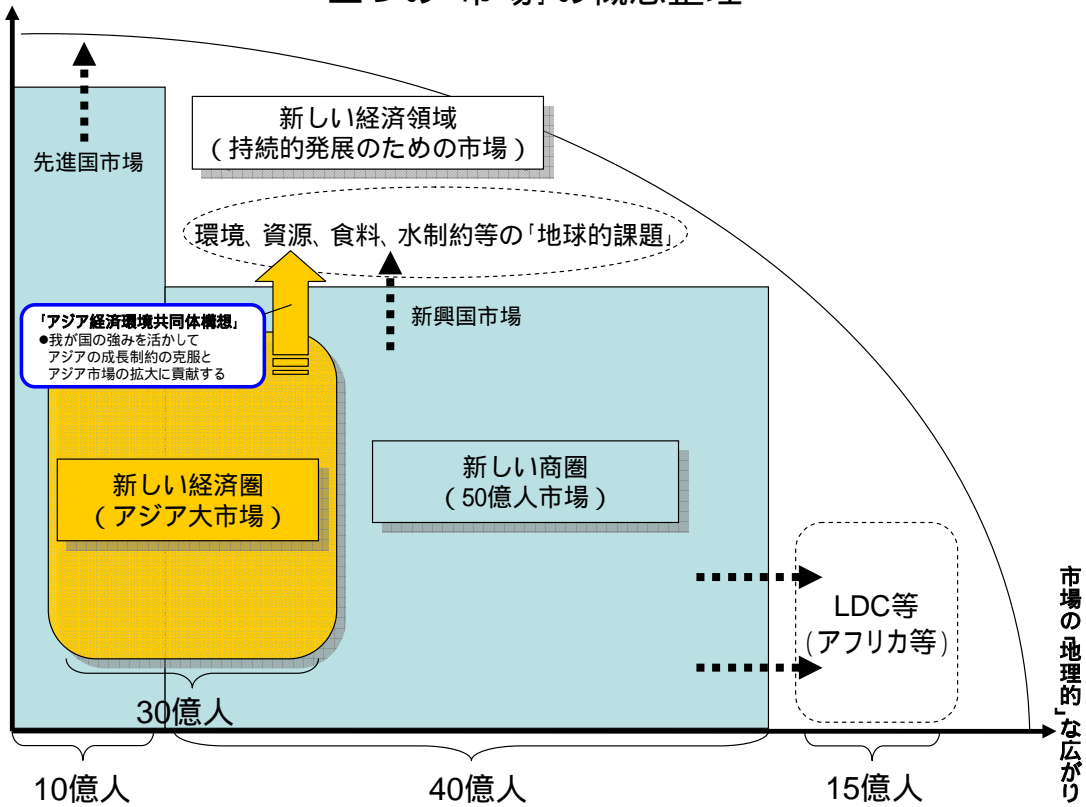 新しい経済領域
(持続的発展のための市場)
先進国市場
環境、資源、食料、水制約等の「地球的課題」
「アジア経済環境共同体構想」
●我が国の強みを活かして
アジアの成長制約の克服と
アジア市場の拡大に貢献する
新興国市場
新しい経済圏
(アジア大市場)
新しい商圏
(50億人市場)
LDC等
(アフリカ等)
市場の「地理的」な広がり
30億人
10億人
40億人
15億人